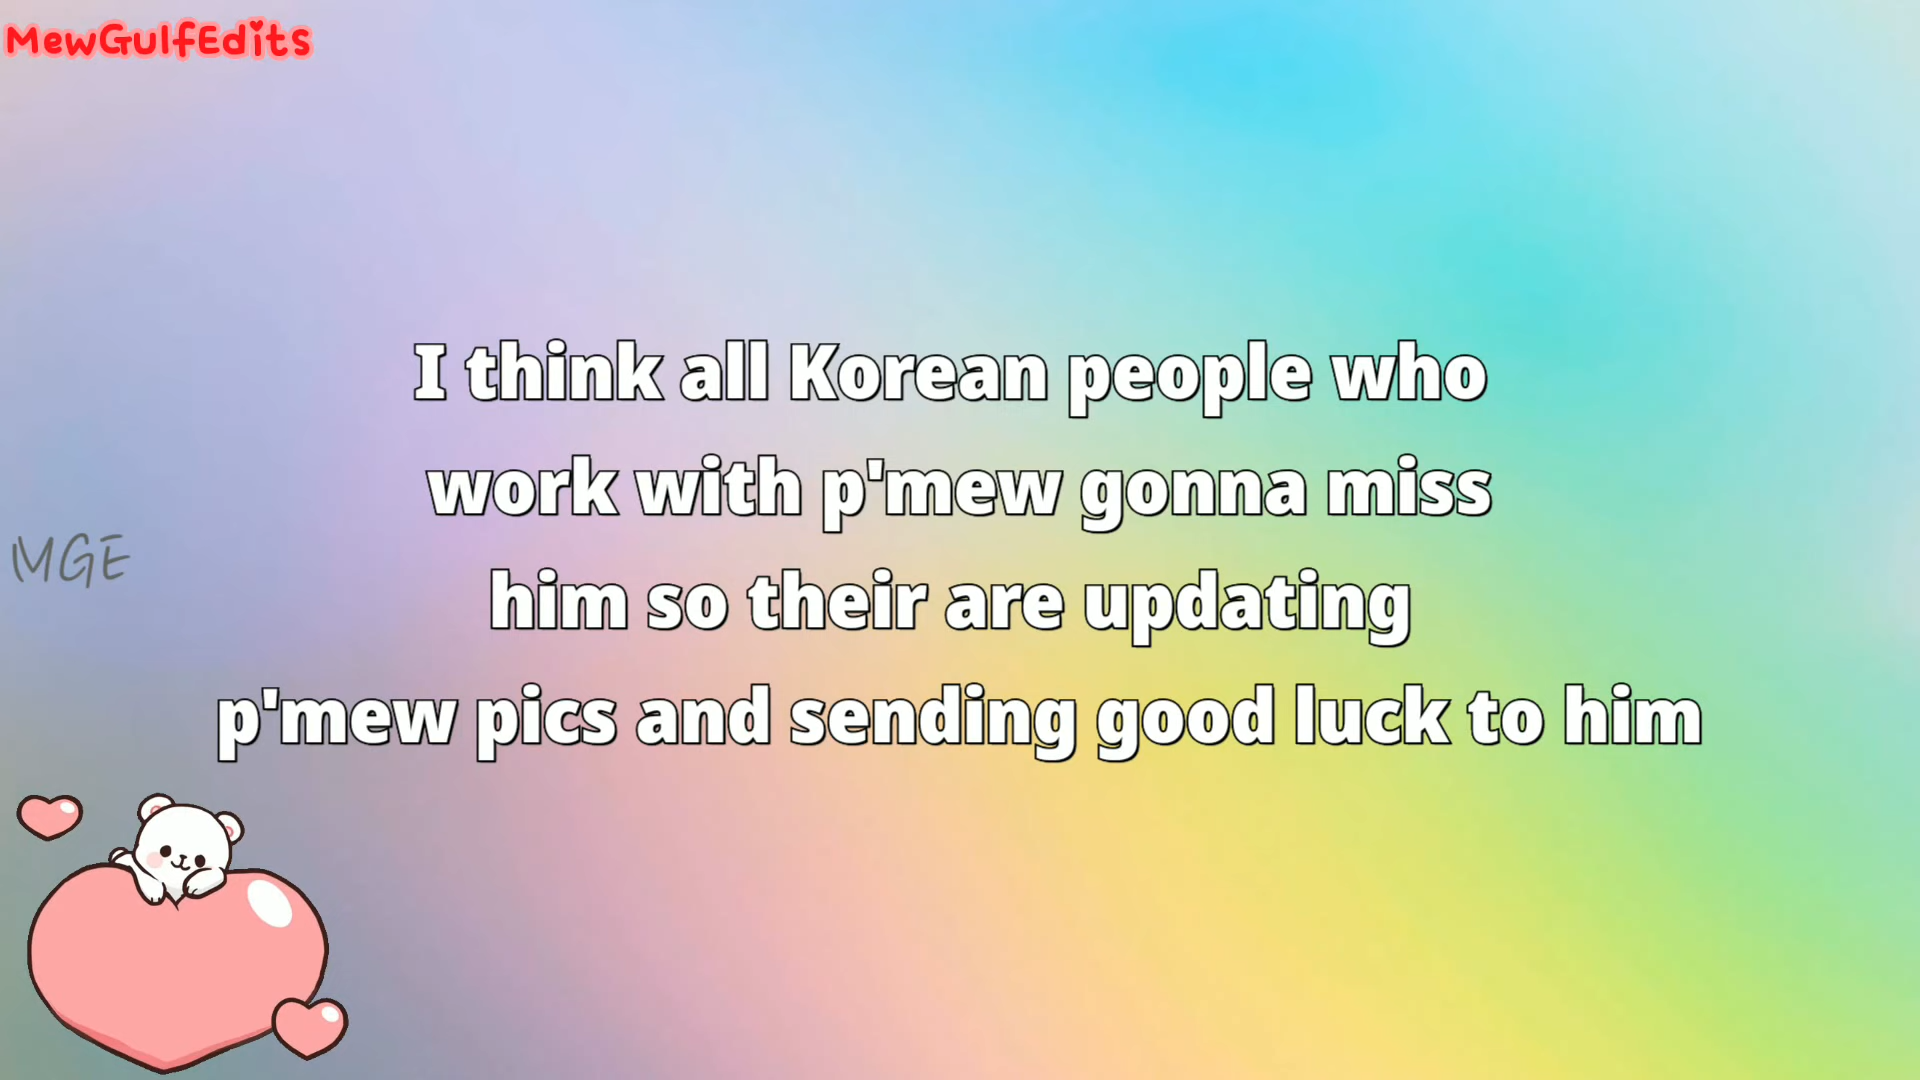 MewGulfEdits
I think all Korean people who
work with p'mew gonna miss
MGE
him so their are updating
p'mew pics and sending good luck to him